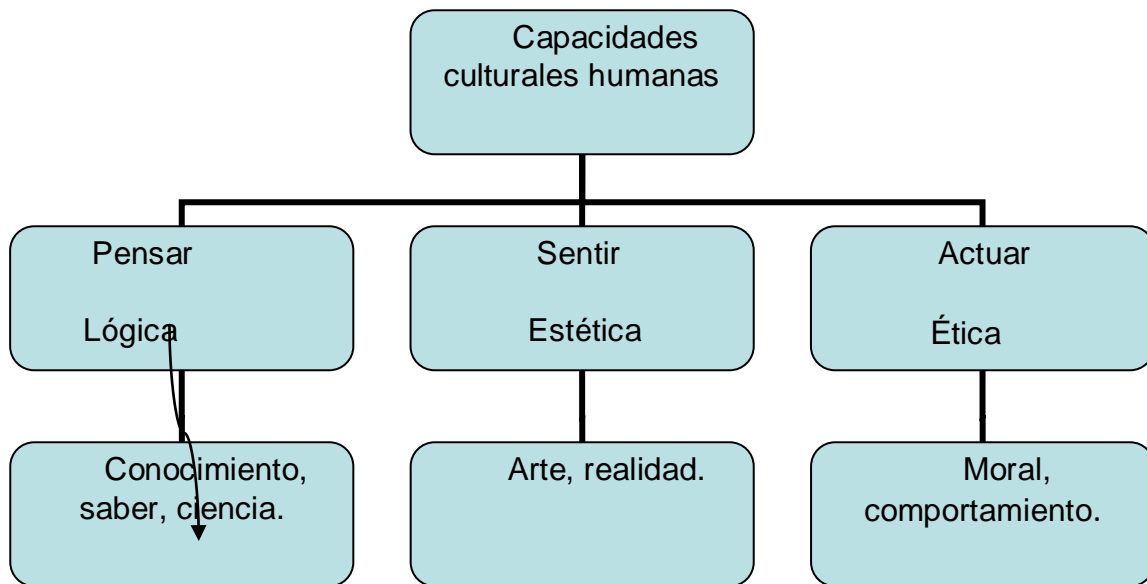 Capacidades
culturales humanas
Pensar
Lógica
Sentir
Estética
Actuar
Ética
Conocimiento,
saber, ciencia.
Arte, realidad.
Moral,
comportamiento.